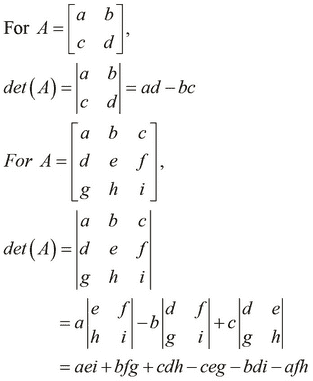 For A = [a b
c d],
det(A) = |a b
c d| = ad − bc
For A = [a b c
d e f
g h i],
det(A) = |a b c
d e f
g h i|
= a|e f
h i| − b|d f
g i| + c|d e
g h|
= aei + bfg + cdh − ceg − bdi − afh